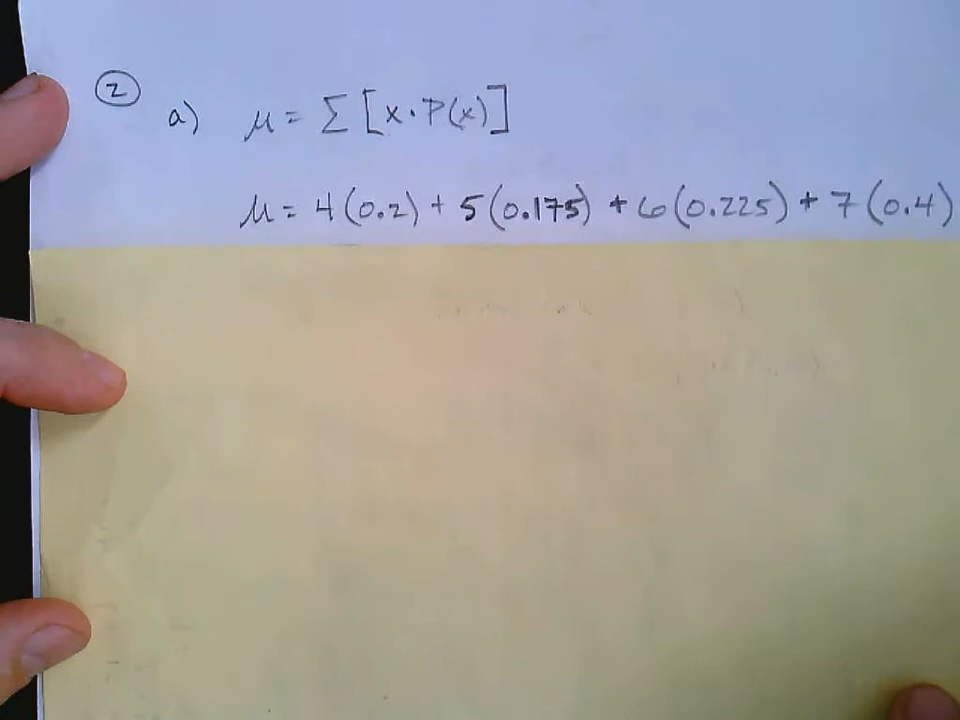 ②
a) μ = Σ [x · P(x)]
μ = 4(0.2) + 5(0.175) + 6(0.225) + 7(0.4)